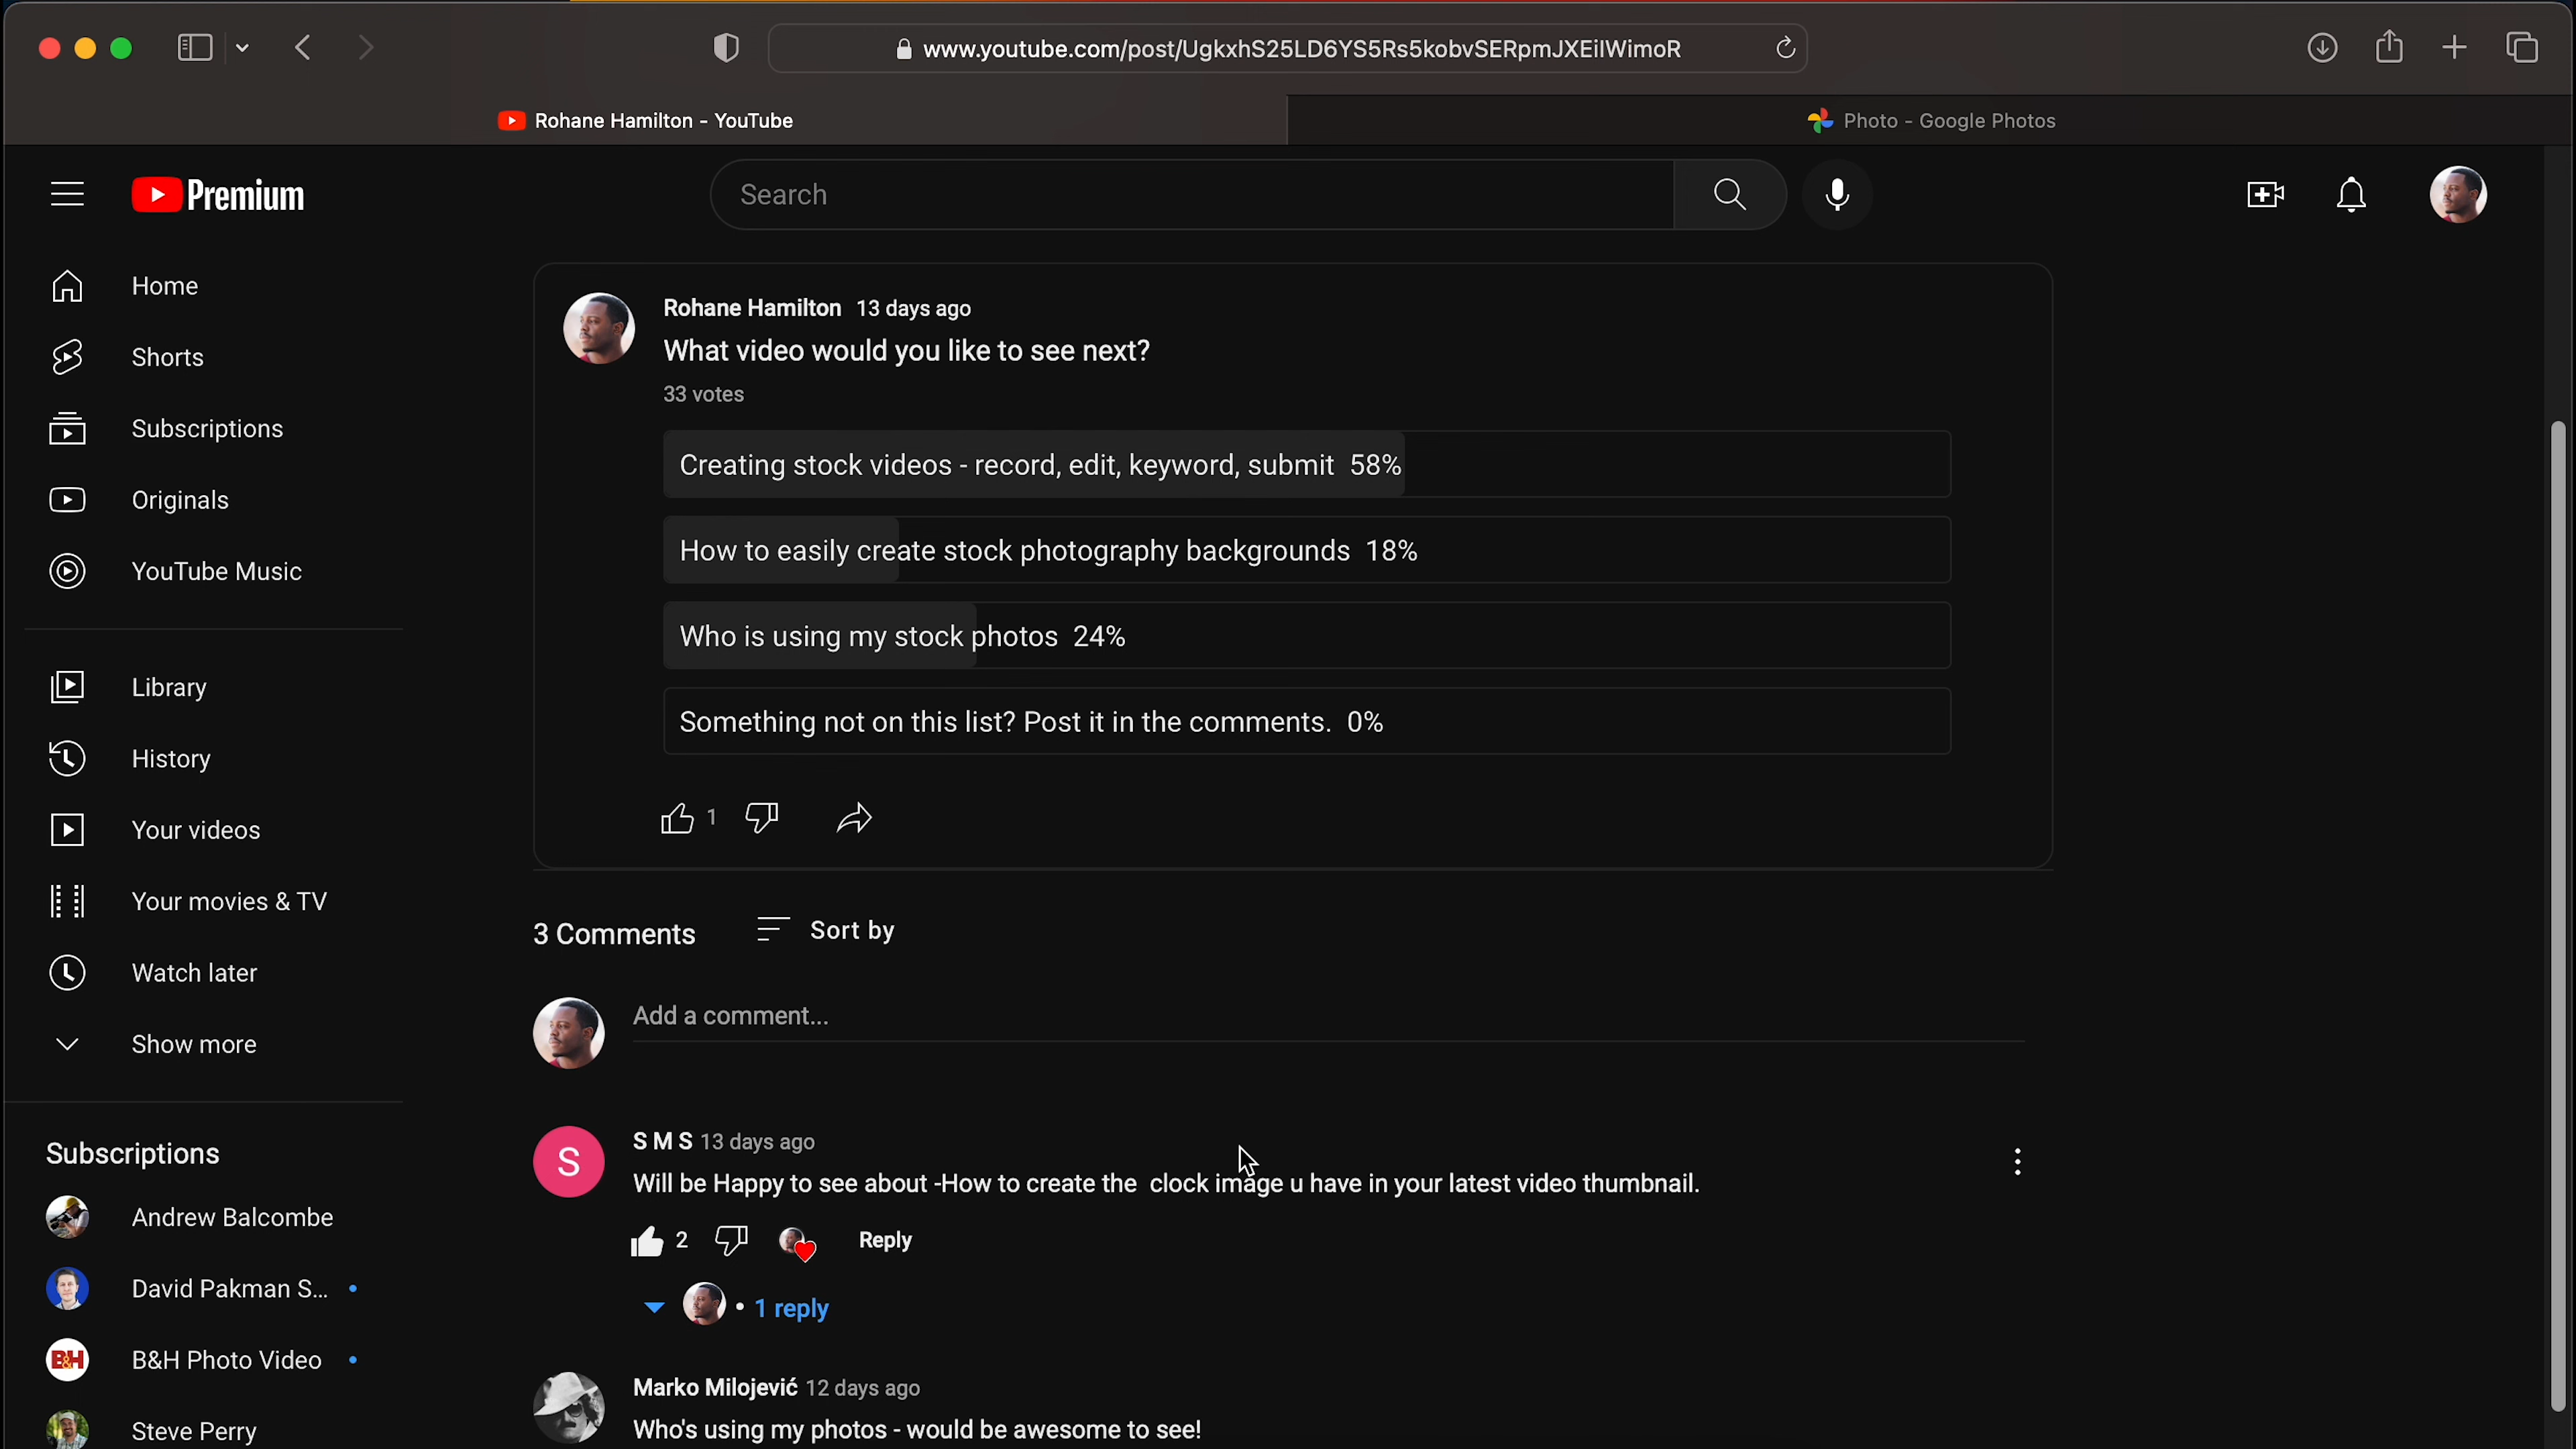 www.youtube.com/post/UgkxhS25LD6YS5Rs5kobvSERpmJXEilWimoR
Rohane Hamilton - YouTube
Photo - Google Photos
Premium
Search
Home
Shorts
Subscriptions
Originals
YouTube Music
Library
History
Your videos
Your movies & TV
Watch later
Show more
Subscriptions
Andrew Balcombe
David Pakman S...
B&H
B&H Photo Video
Steve Perry
Rohane Hamilton 13 days ago
What video would you like to see next?
33 votes
Creating stock videos - record, edit, keyword, submit 58%
How to easily create stock photography backgrounds 18%
Who is using my stock photos 24%
Something not on this list? Post it in the comments. 0%
1
3 Comments Sort by
Add a comment...
S
S M S 13 days ago
Will be Happy to see about -How to create the clock image u have in your latest video thumbnail.
2 Reply
• 1 reply
Marko Milojević 12 days ago
Who's using my photos - would be awesome to see!